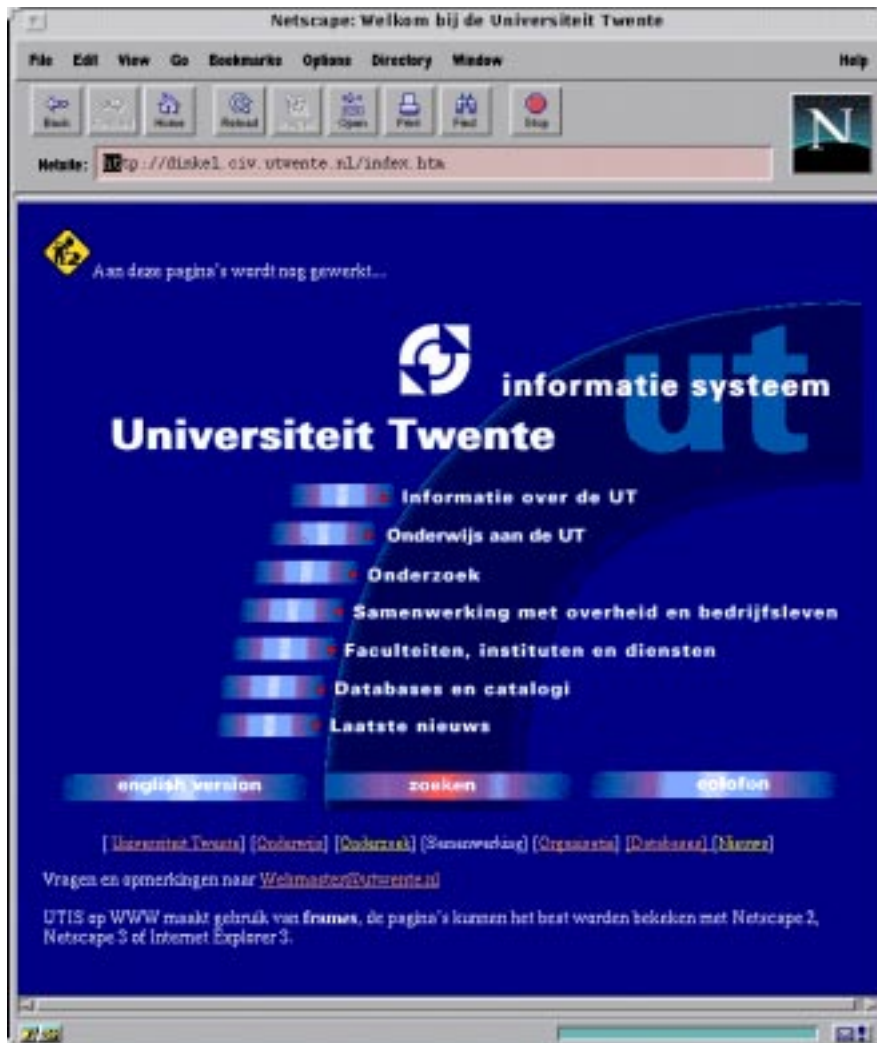 Netscape: Welkom bij de Universiteit Twente
File Edit View Go Bookmarks Options Directory Window Help
Back Home Reload Open Print Find Stop
Netsite: http://dinkel.civ.utwente.nl/index.htm
N
Aan deze pagina's wordt nog gewerkt...
ut
informatie systeem
Universiteit Twente
Informatie over de UT
Onderwijs aan de UT
Onderzoek
Samenwerking met overheid en bedrijfsleven
Faculteiten, instituten en diensten
Databases en catalogi
Laatste nieuws
english version zoeken colofon
[Universiteit Twente] [Onderwijs] [Onderzoek] [Samenwerking] [Organisatie] [Databases] [Nieuws]
Vragen en opmerkingen naar Webmaster@utwente.nl
UTIS op WWW maakt gebruik van frames, de pagina's kunnen het best worden bekeken met Netscape 2,
Netscape 3 of Internet Explorer 3.